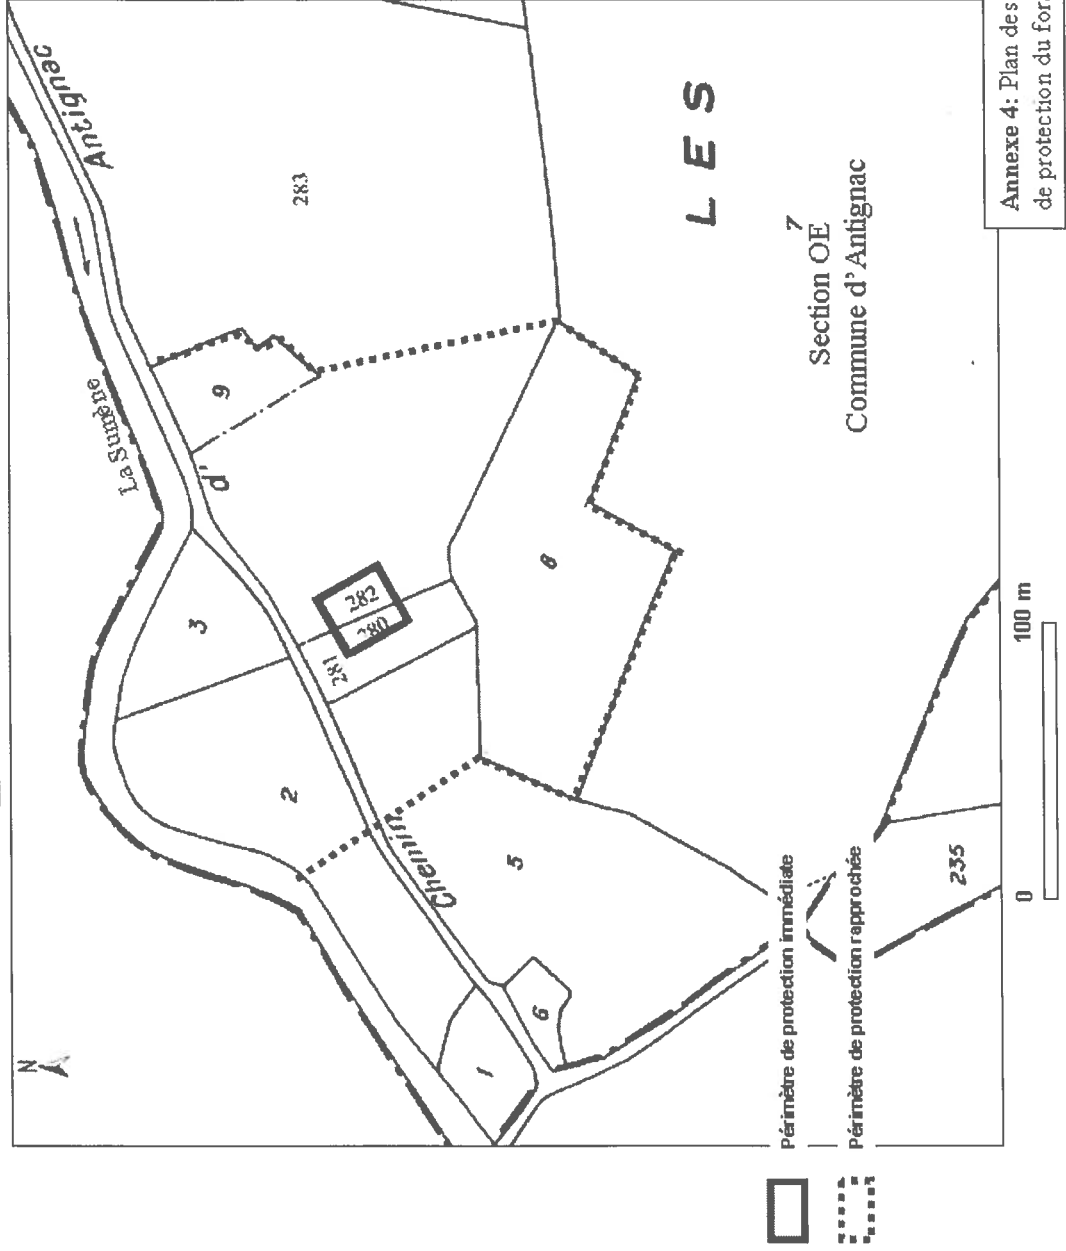 N
Antignac
La Sumène
d'
Chemin
283
9
3
282
280
281
2
8
5
6
1
235
L E S
7
Section OE
Commune d'Antignac
Périmètre de protection immédiate
Périmètre de protection rapprochée
0 100 m
Annexe 4: Plan des
de protection du for